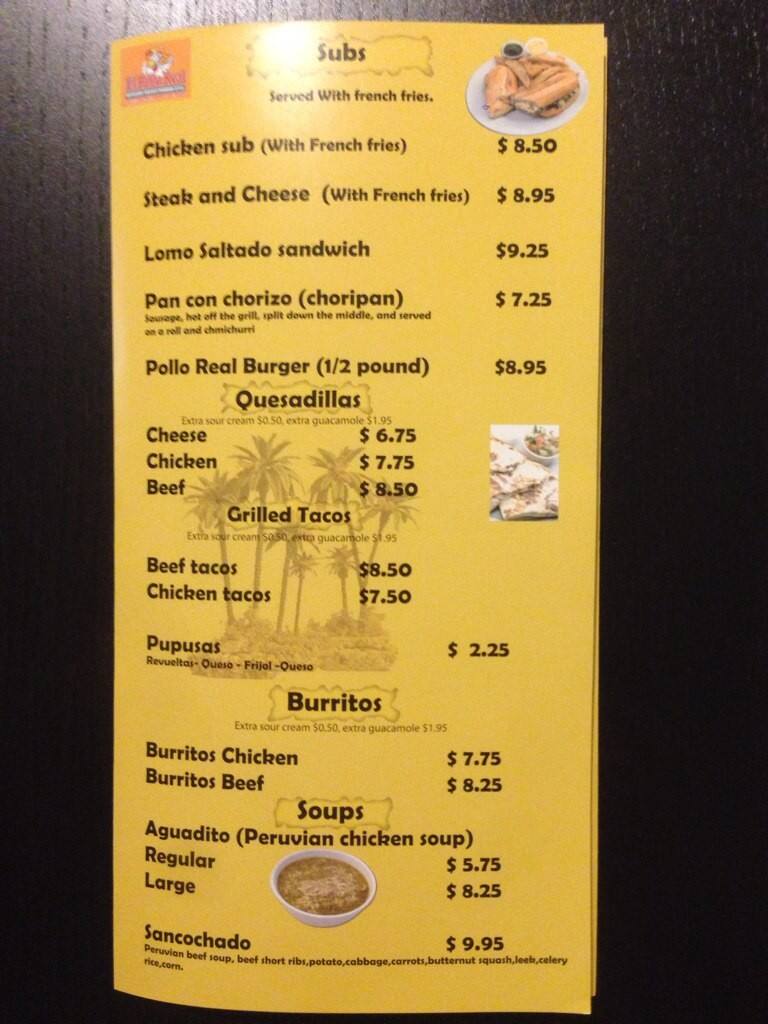 Subs
Served With french fries.
Chicken sub (With French fries) $ 8.50
Steak and Cheese (With French fries) $ 8.95
Lomo Saltado sandwich $9.25
Pan con chorizo (choripan) $ 7.25
Sausage, hot off the grill, split down the middle, and served
on a roll and chmichurri
Pollo Real Burger (1/2 pound) $8.95
Quesadillas
Extra sour cream $0.50, extra guacamole $1.95
Cheese $ 6.75
Chicken $ 7.75
Beef $ 8.50
Grilled Tacos
Extra sour cream $0.50, extra guacamole $1.95
Beef tacos $8.50
Chicken tacos $7.50
Pupusas $ 2.25
Revueltas- Queso - Frijol -Queso
Burritos
Extra sour cream $0.50, extra guacamole $1.95
Burritos Chicken $ 7.75
Burritos Beef $ 8.25
Soups
Aguadito (Peruvian chicken soup)
Regular $ 5.75
Large $ 8.25
Sancochado $ 9.95
Peruvian beef soup, beef short ribs,potato,cabbage,carrots,butternut squash,leek,celery
rice,corn.